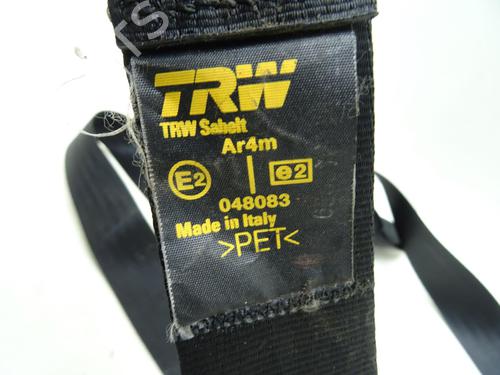 TRW
TRW Sabelt
Ar4m
E2 e2
048083
Made in Italy
>PET<